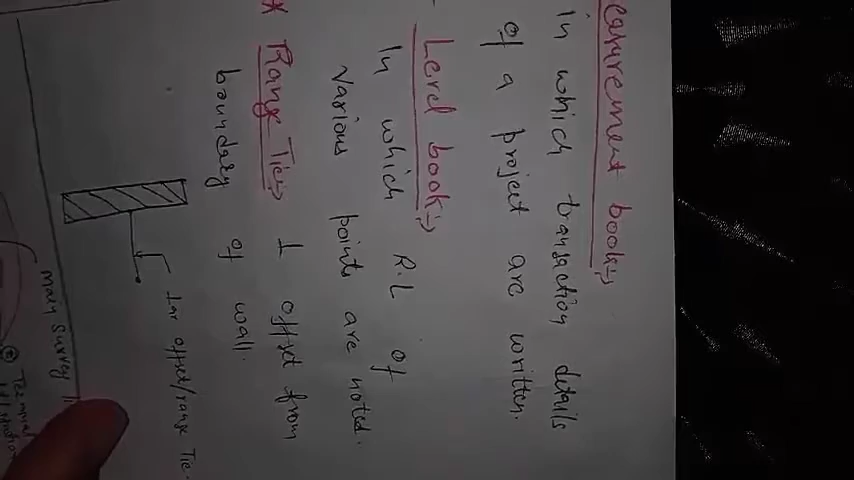 book:-
in which transaction details
of a project are written.
- Level book:-
In which R.L of
various points are noted.
* Range Tie:-  ⊥ offset from
boundary of wall.
⊥ar offset/range Tie.
main survey